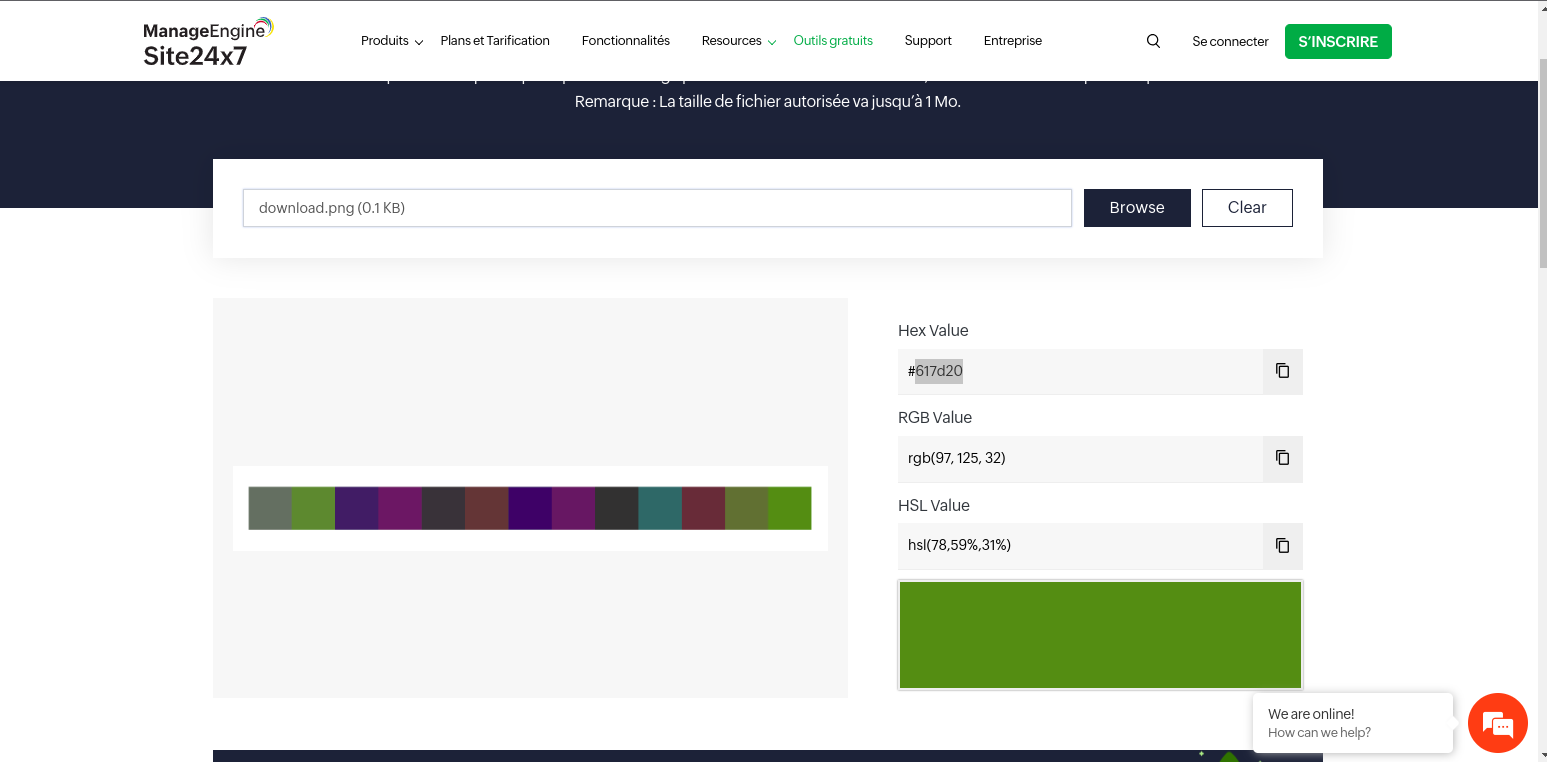 ManageEngine
Site24x7
Produits
Plans et Tarification
Fonctionnalités
Resources
Outils gratuits
Support
Entreprise
Se connecter
S'INSCRIRE
Remarque : La taille de fichier autorisée va jusqu'à 1 Mo.
download.png (0.1 KB)
Browse
Clear
Hex Value
#617d20
RGB Value
rgb(97, 125, 32)
HSL Value
hsl(78,59%,31%)
We are online!
How can we help?